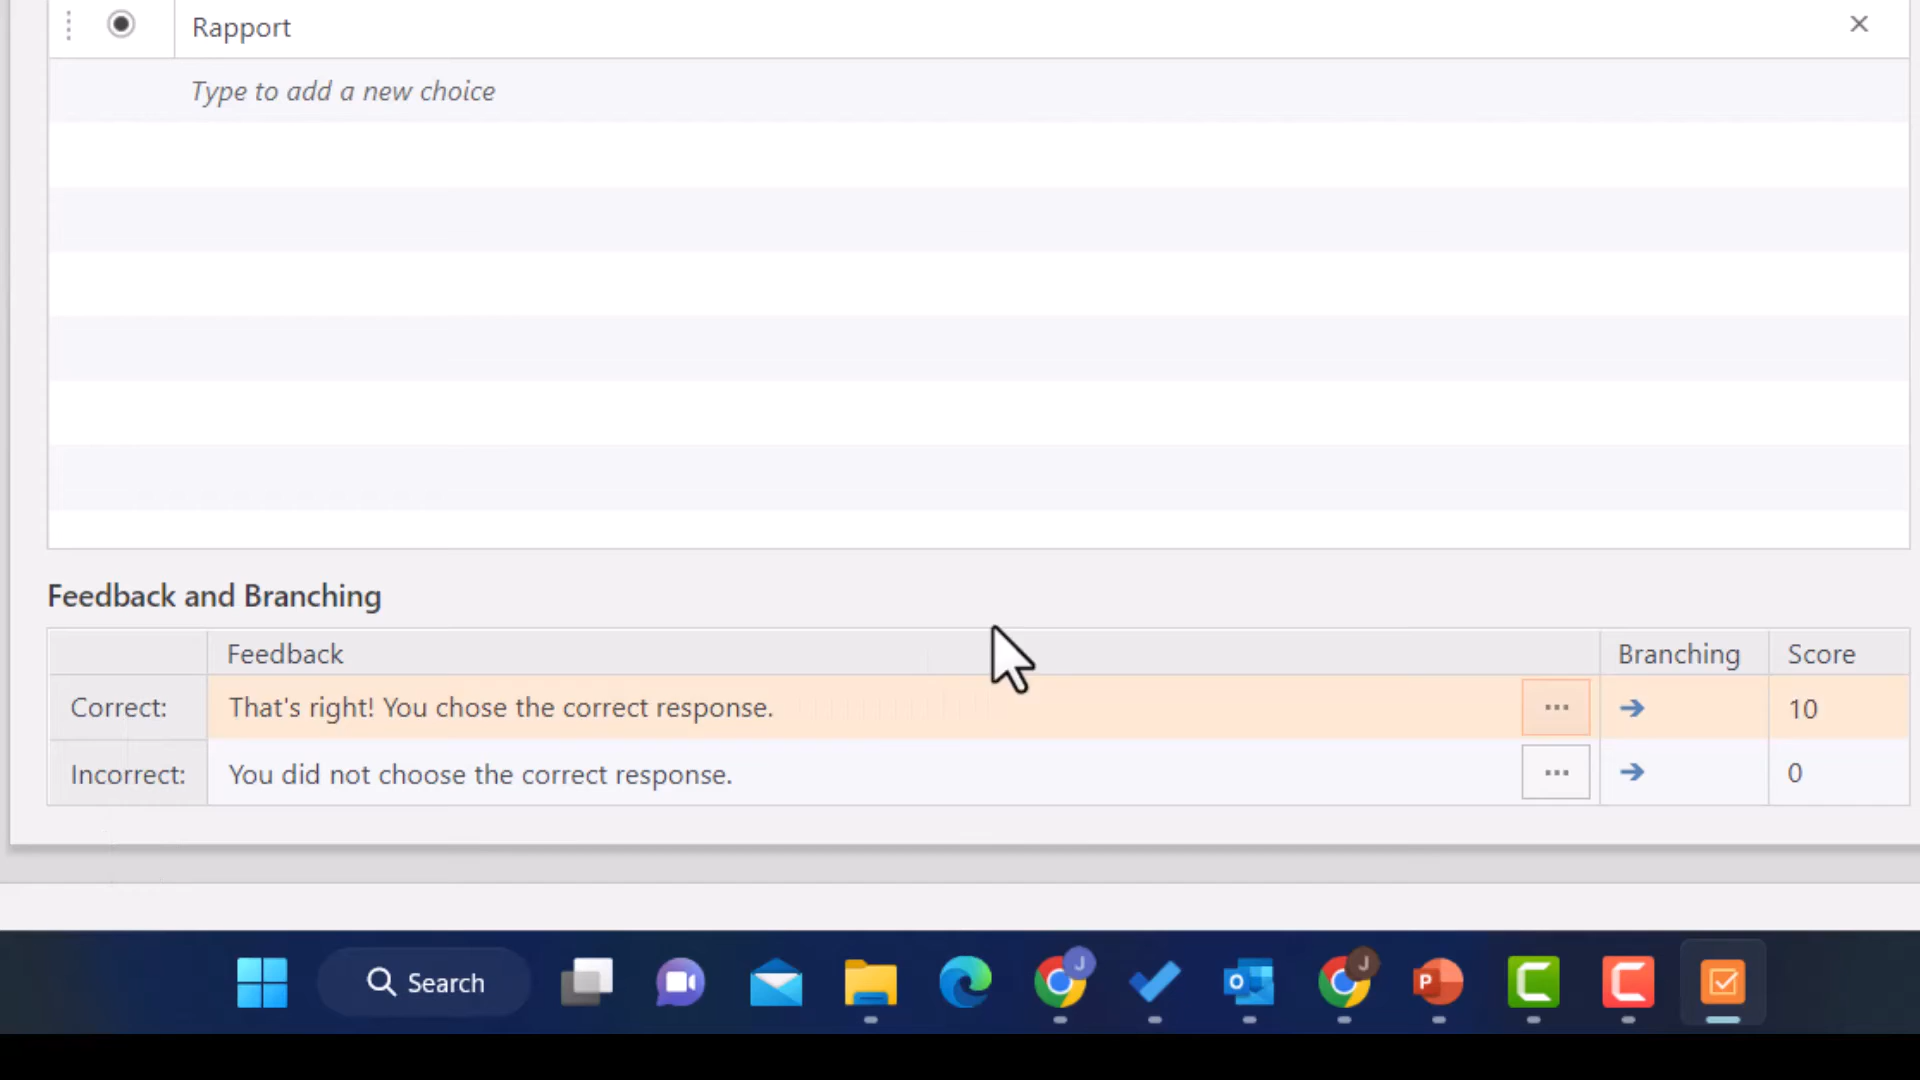 Rapport
Type to add a new choice
Feedback and Branching
Feedback Branching Score
Correct: That's right! You chose the correct response. 10
Incorrect: You did not choose the correct response. 0
Search
J
J